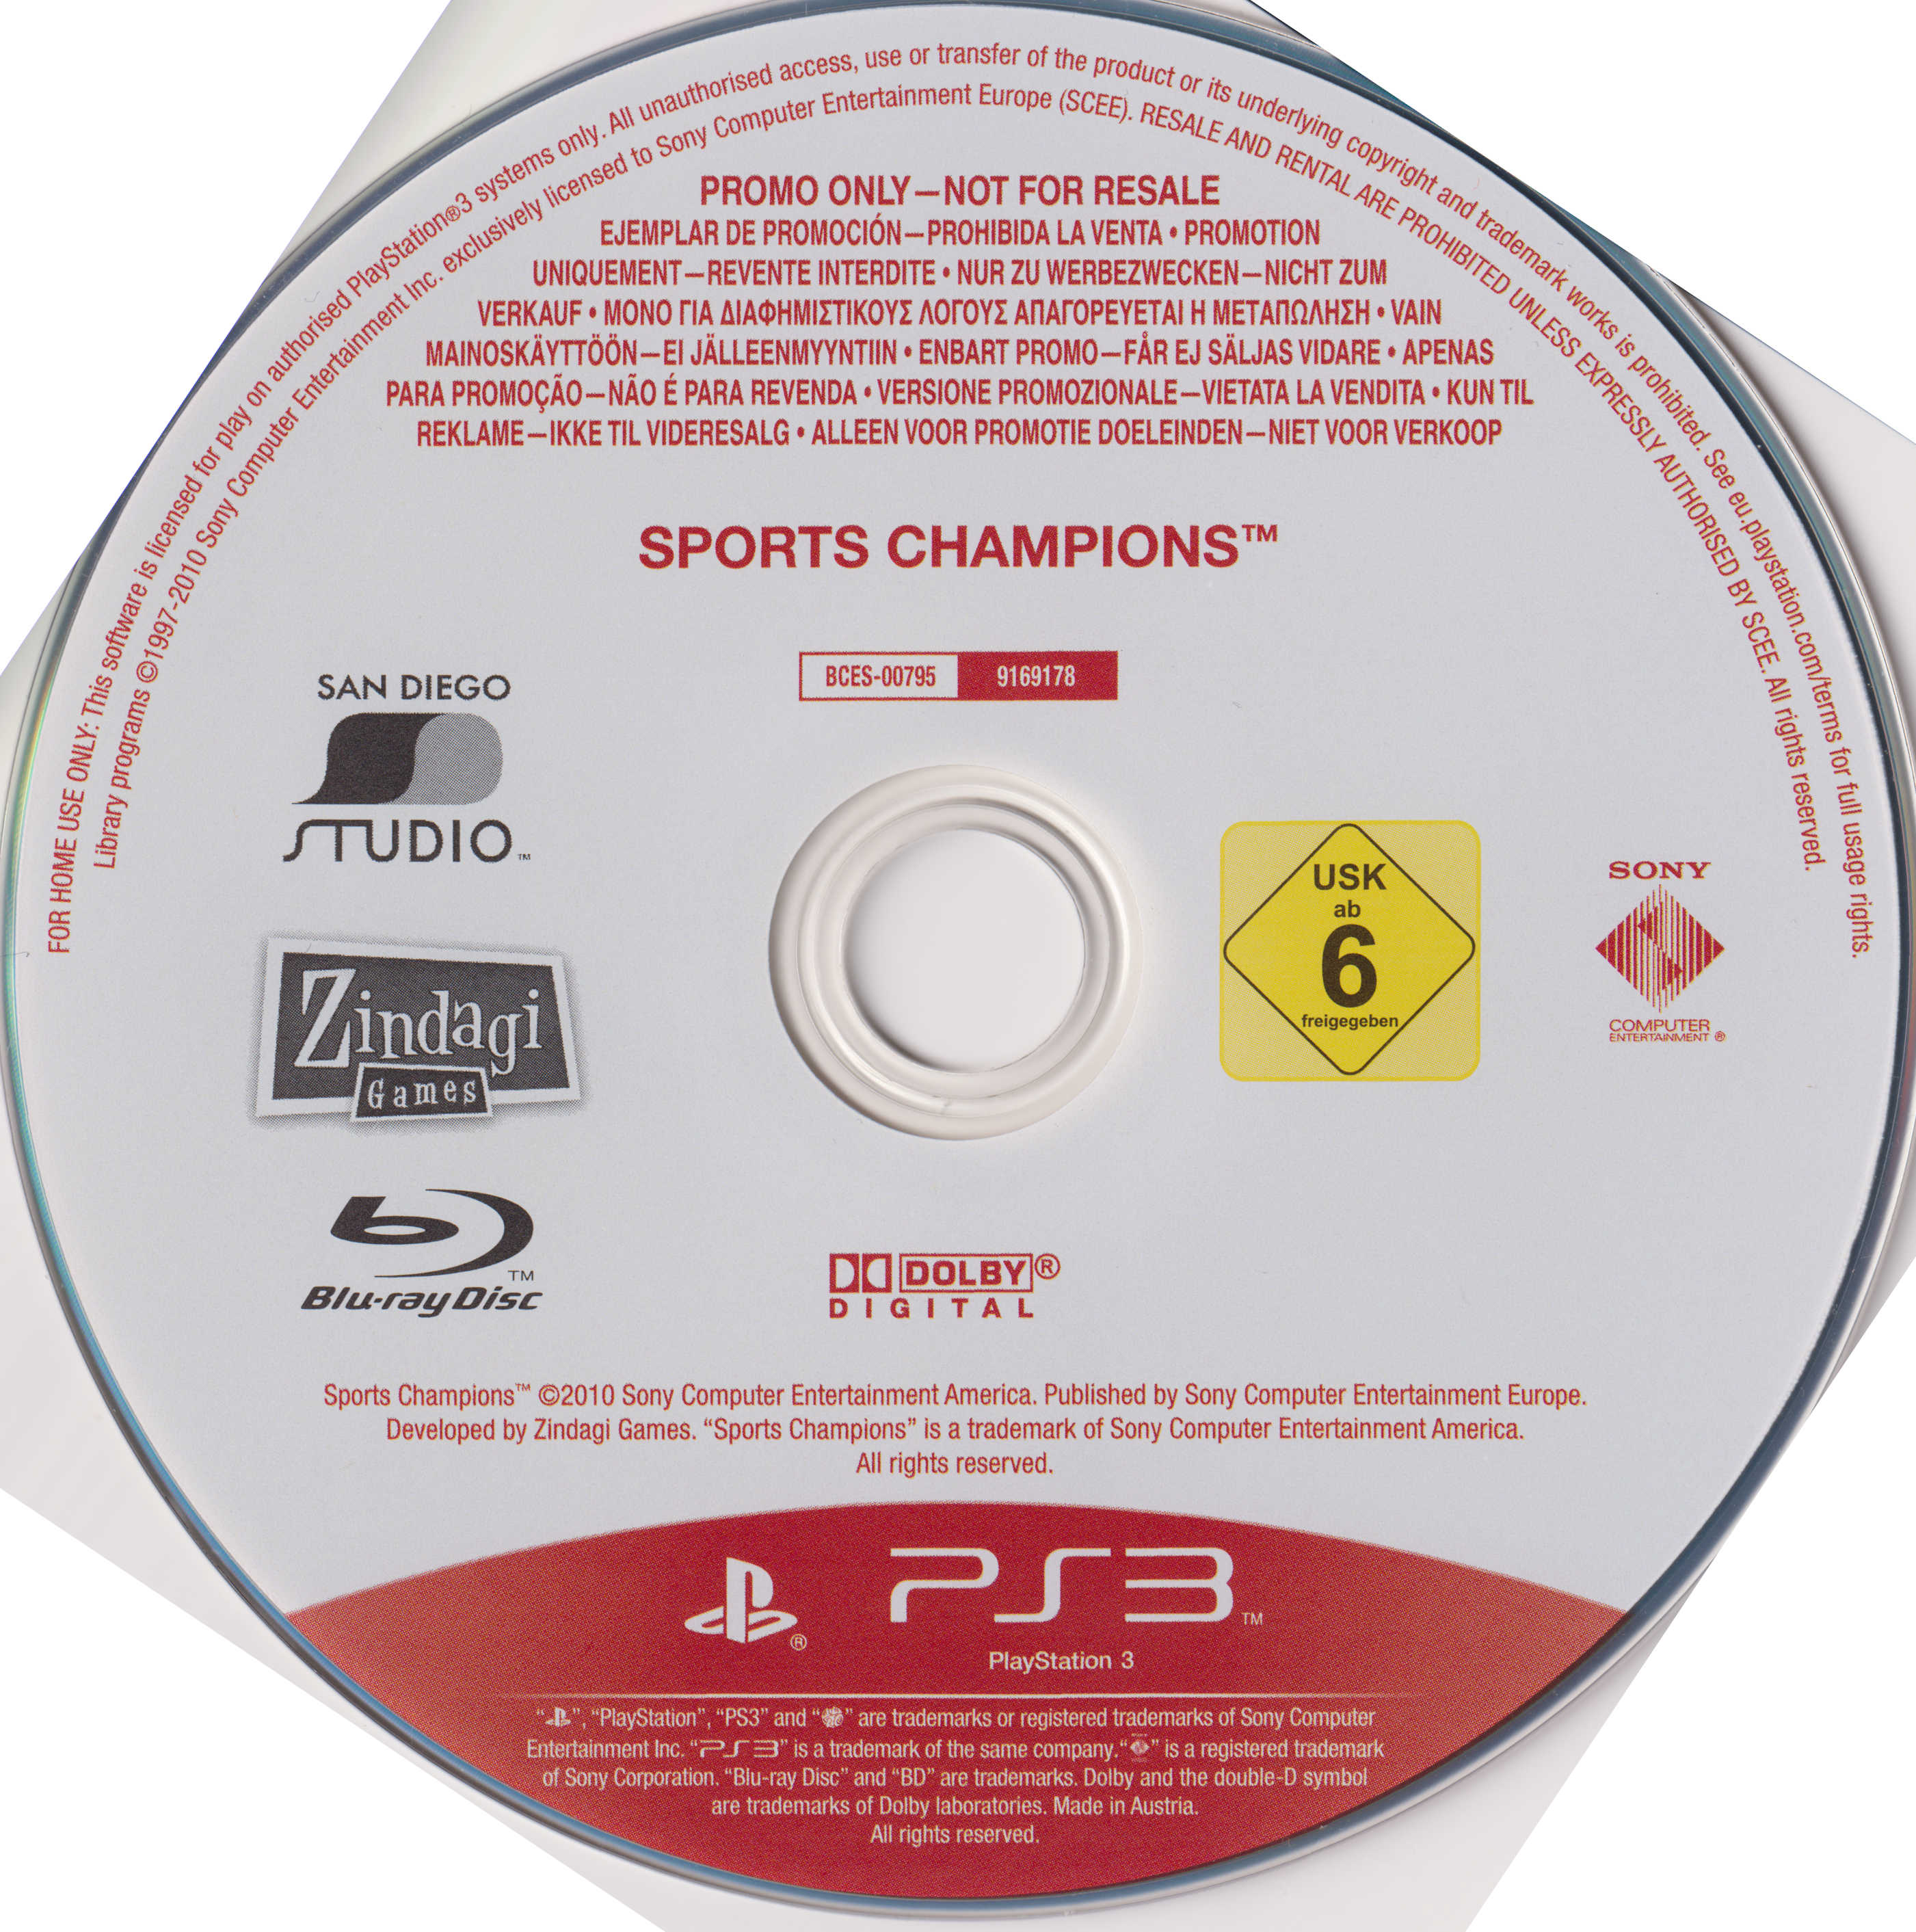 FOR HOME USE ONLY: This software is licensed for play on authorised PlayStation®3 systems only. All unauthorised access, use or transfer of the product or its underlying copyright and trademark works is prohibited. See eu.playstation.com/terms for full usage rights.
Library programs ©1997-2010 Sony Computer Entertainment Inc. exclusively licensed to Sony Computer Entertainment Europe (SCEE). RESALE AND RENTAL ARE PROHIBITED UNLESS EXPRESSLY AUTHORISED BY SCEE. All rights reserved.
PROMO ONLY—NOT FOR RESALE
EJEMPLAR DE PROMOCIÓN—PROHIBIDA LA VENTA • PROMOTION
UNIQUEMENT—REVENTE INTERDITE • NUR ZU WERBEZWECKEN—NICHT ZUM
VERKAUF • ΜΟΝΟ ΓΙΑ ΔΙΑΦΗΜΙΣΤΙΚΟΥΣ ΛΟΓΟΥΣ ΑΠΑΓΟΡΕΥΕΤΑΙ Η ΜΕΤΑΠΩΛΗΣΗ • VAIN
MAINOSKÄYTTÖÖN—EI JÄLLEENMYYNTIIN • ENBART PROMO—FÅR EJ SÄLJAS VIDARE • APENAS
PARA PROMOÇÃO—NÃO É PARA REVENDA • VERSIONE PROMOZIONALE—VIETATA LA VENDITA • KUN TIL
REKLAME—IKKE TIL VIDERESALG • ALLEEN VOOR PROMOTIE DOELEINDEN—NIET VOOR VERKOOP
SPORTS CHAMPIONS™
BCES-00795 9169178
SAN DIEGO
STUDIO™
Zindagi
Games
USK
ab
6
freigegeben
SONY
COMPUTER
ENTERTAINMENT ®
Blu-ray Disc™
DOLBY®
DIGITAL
Sports Champions™ ©2010 Sony Computer Entertainment America. Published by Sony Computer Entertainment Europe.
Developed by Zindagi Games. “Sports Champions” is a trademark of Sony Computer Entertainment America.
All rights reserved.
® PS3™
PlayStation 3
“ ”, “PlayStation”, “PS3” and “ ” are trademarks or registered trademarks of Sony Computer
Entertainment Inc. “PS3” is a trademark of the same company.“ ” is a registered trademark
of Sony Corporation. “Blu-ray Disc” and “BD” are trademarks. Dolby and the double-D symbol
are trademarks of Dolby laboratories. Made in Austria.
All rights reserved.